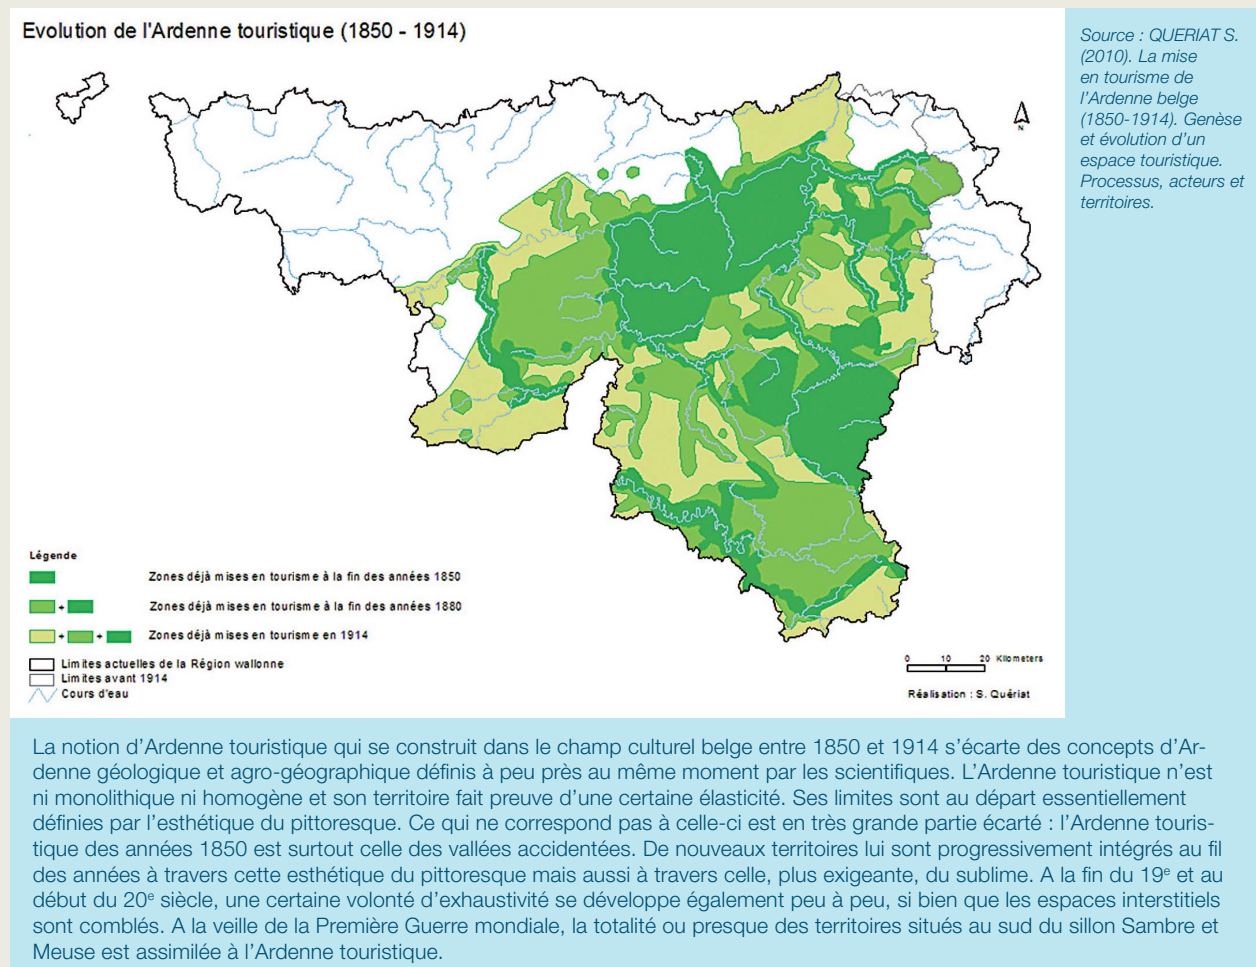 Evolution de l'Ardenne touristique (1850 - 1914)
Source : QUERIAT S.
(2010). La mise
en tourisme de
l'Ardenne belge
(1850-1914). Genèse
et évolution d'un
espace touristique.
Processus, acteurs et
territoires.
N
Légende
Zones déjà mises en tourisme à la fin des années 1850
+ Zones déjà mises en tourisme à la fin des années 1880
+ + Zones déjà mises en tourisme en 1914
Limites actuelles de la Région wallonne
Limites avant 1914
Cours d'eau
0 10 20 Kilometers
Réalisation : S. Quériat
La notion d'Ardenne touristique qui se construit dans le champ culturel belge entre 1850 et 1914 s'écarte des concepts d'Ar-
denne géologique et agro-géographique définis à peu près au même moment par les scientifiques. L'Ardenne touristique n'est
ni monolithique ni homogène et son territoire fait preuve d'une certaine élasticité. Ses limites sont au départ essentiellement
définies par l'esthétique du pittoresque. Ce qui ne correspond pas à celle-ci est en très grande partie écarté : l'Ardenne touris-
tique des années 1850 est surtout celle des vallées accidentées. De nouveaux territoires lui sont progressivement intégrés au fil
des années à travers cette esthétique du pittoresque mais aussi à travers celle, plus exigeante, du sublime. A la fin du 19e et au
début du 20e siècle, une certaine volonté d'exhaustivité se développe également peu à peu, si bien que les espaces interstitiels
sont comblés. A la veille de la Première Guerre mondiale, la totalité ou presque des territoires situés au sud du sillon Sambre et
Meuse est assimilée à l'Ardenne touristique.